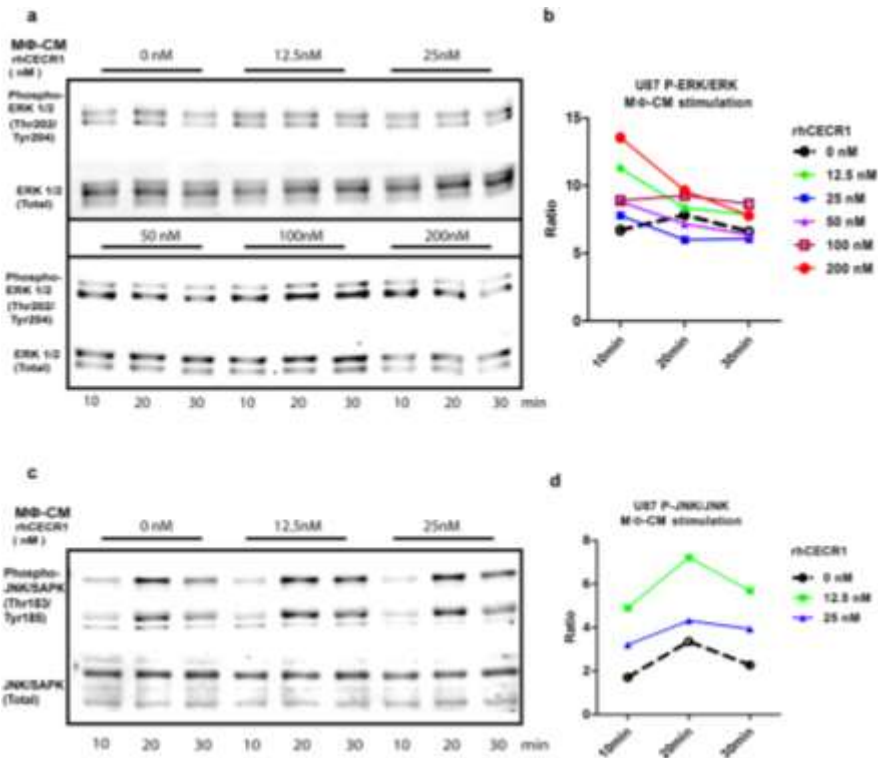 a
MΦ-CM
rhCECR1
( nM )
0 nM 12.5nM 25nM
Phospho-
ERK 1/2
(Thr202/
Tyr204)
ERK 1/2
(Total)
50 nM 100nM 200nM
Phospho-
ERK 1/2
(Thr202/
Tyr204)
ERK 1/2
(Total)
10 20 30 10 20 30 10 20 30 min
b
U87 P-ERK/ERK
M-0-CM stimulation
15
10
5
0
Ratio
10min 20min 30min
rhCECR1
0 nM
12.5 nM
25 nM
50 nM
100 nM
200 nM
c
MΦ-CM
rhCECR1
( nM )
0 nM 12.5nM 25nM
Phospho-
JNK/SAPK
(Thr183/
Tyr185)
JNK/SAPK
(Total)
10 20 30 10 20 30 10 20 30 min
d
U87 P-JNK/JNK
M-0-CM stimulation
8
6
4
2
0
Ratio
10min 20min 30min
rhCECR1
0 nM
12.5 nM
25 nM